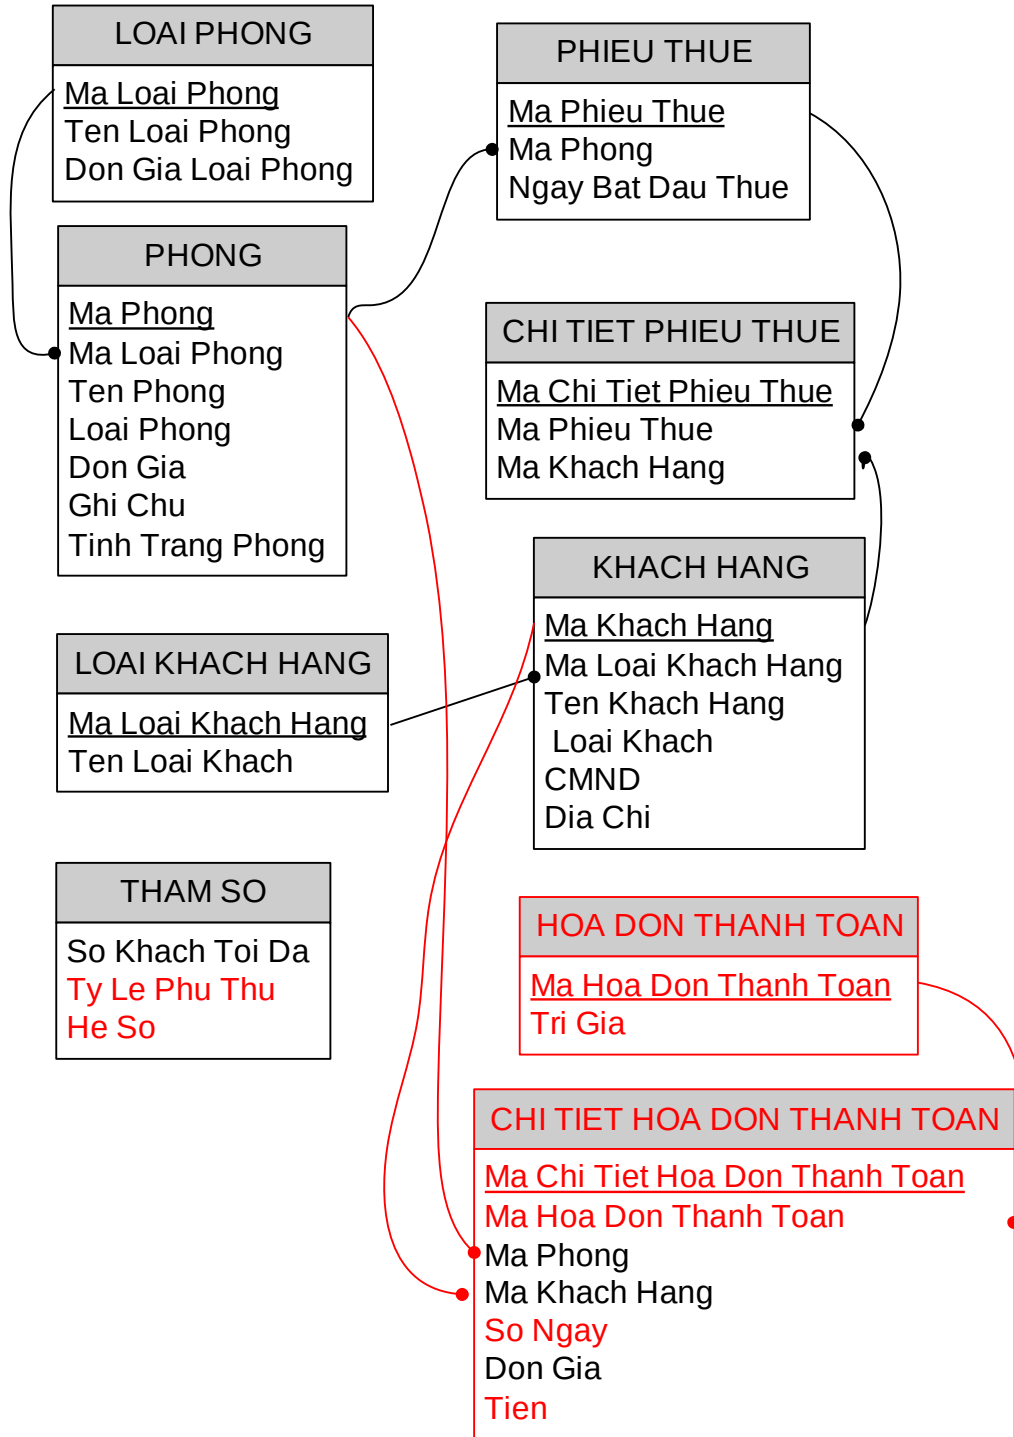 LOAI PHONG
Ma Loai Phong
Ten Loai Phong
Don Gia Loai Phong
PHIEU THUE
Ma Phieu Thue
Ma Phong
Ngay Bat Dau Thue
PHONG
Ma Phong
Ma Loai Phong
Ten Phong
Loai Phong
Don Gia
Ghi Chu
Tinh Trang Phong
CHI TIET PHIEU THUE
Ma Chi Tiet Phieu Thue
Ma Phieu Thue
Ma Khach Hang
LOAI KHACH HANG
Ma Loai Khach Hang
Ten Loai Khach
KHACH HANG
Ma Khach Hang
Ma Loai Khach Hang
Ten Khach Hang
Loai Khach
CMND
Dia Chi
THAM SO
So Khach Toi Da
Ty Le Phu Thu
He So
HOA DON THANH TOAN
Ma Hoa Don Thanh Toan
Tri Gia
CHI TIET HOA DON THANH TOAN
Ma Chi Tiet Hoa Don Thanh Toan
Ma Hoa Don Thanh Toan
Ma Phong
Ma Khach Hang
So Ngay
Don Gia
Tien